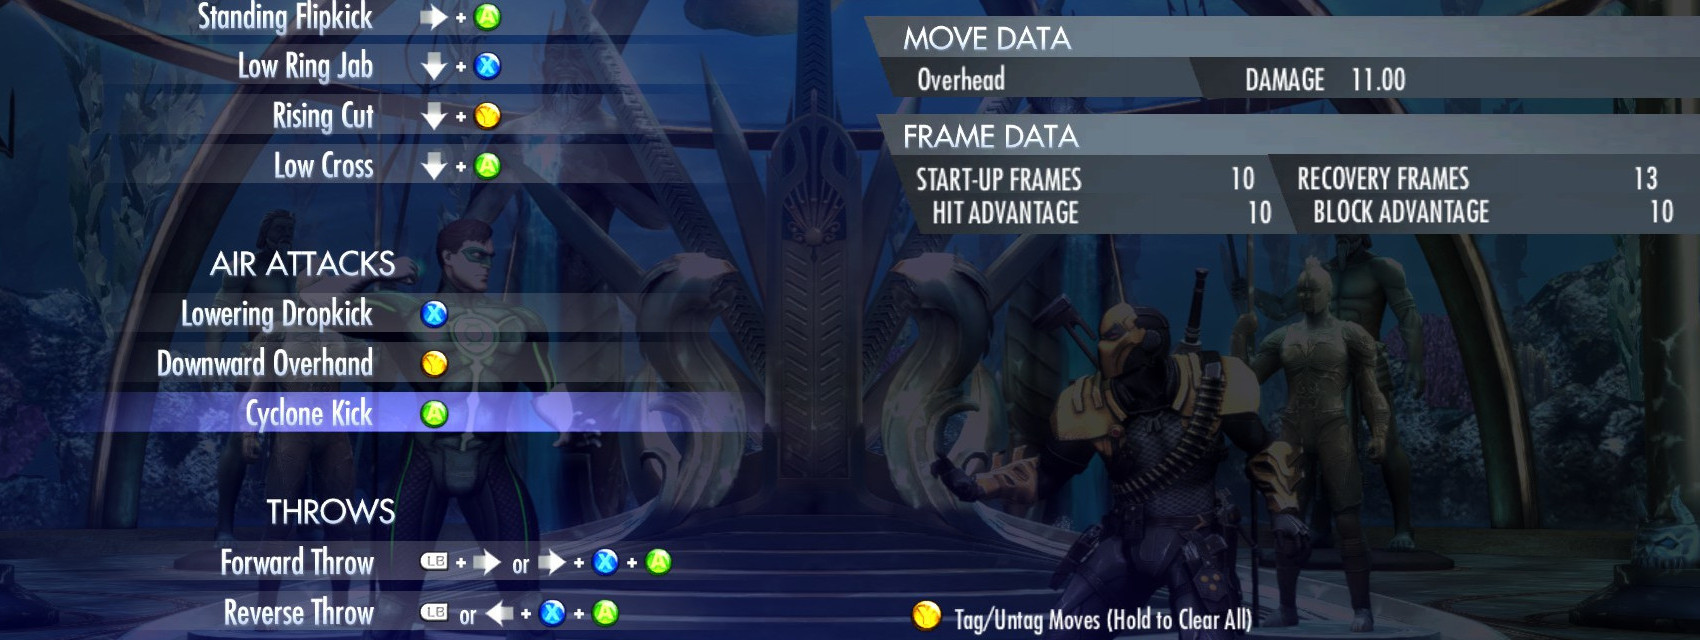 Standing Flipkick + A
Low Ring Jab + X
Rising Cut + Y
Low Cross + A
AIR ATTACKS
Lowering Dropkick X
Downward Overhand Y
Cyclone Kick A
THROWS
Forward Throw LB + or + X + A
Reverse Throw LB or + X + A
MOVE DATA
Overhead DAMAGE 11.00
FRAME DATA
START-UP FRAMES 10 RECOVERY FRAMES 13
HIT ADVANTAGE 10 BLOCK ADVANTAGE 10
Y Tag/Untag Moves (Hold to Clear All)